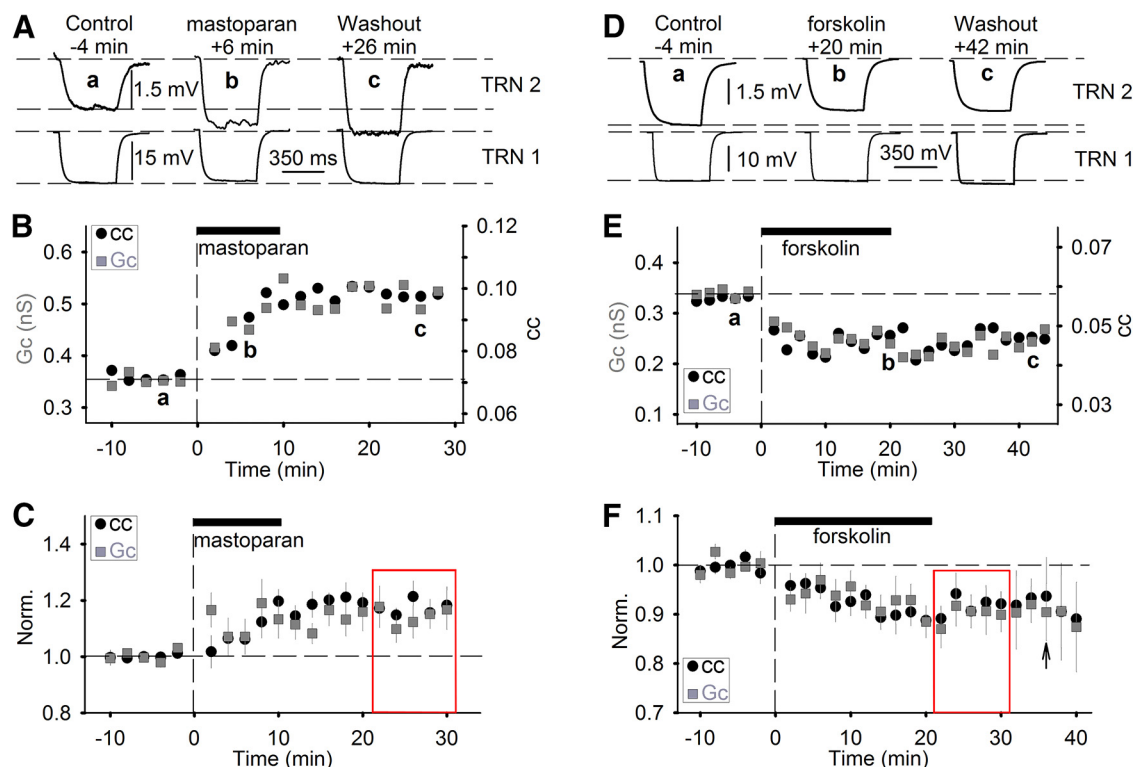 A
Control
-4 min
mastoparan
+6 min
Washout
+26 min
a
b
c
1.5 mV
TRN 2
15 mV
350 ms
TRN 1
B
cc
Gc
mastoparan
0.6
0.5
0.4
0.3
Gc (nS)
0.12
0.10
0.08
0.06
cc
a
b
c
-10
0
10
20
30
Time (min)
C
cc
Gc
mastoparan
1.4
1.2
1.0
0.8
Norm.
-10
0
10
20
30
Time (min)
D
Control
-4 min
forskolin
+20 min
Washout
+42 min
a
b
c
1.5 mV
TRN 2
10 mV
350 mV
TRN 1
E
forskolin
0.4
0.3
0.2
0.1
Gc (nS)
0.07
0.05
0.03
cc
a
b
c
cc
Gc
-10
0
10
20
30
40
Time (min)
F
forskolin
1.1
1.0
0.9
0.8
0.7
Norm.
cc
Gc
-10
0
10
20
30
40
Time (min)